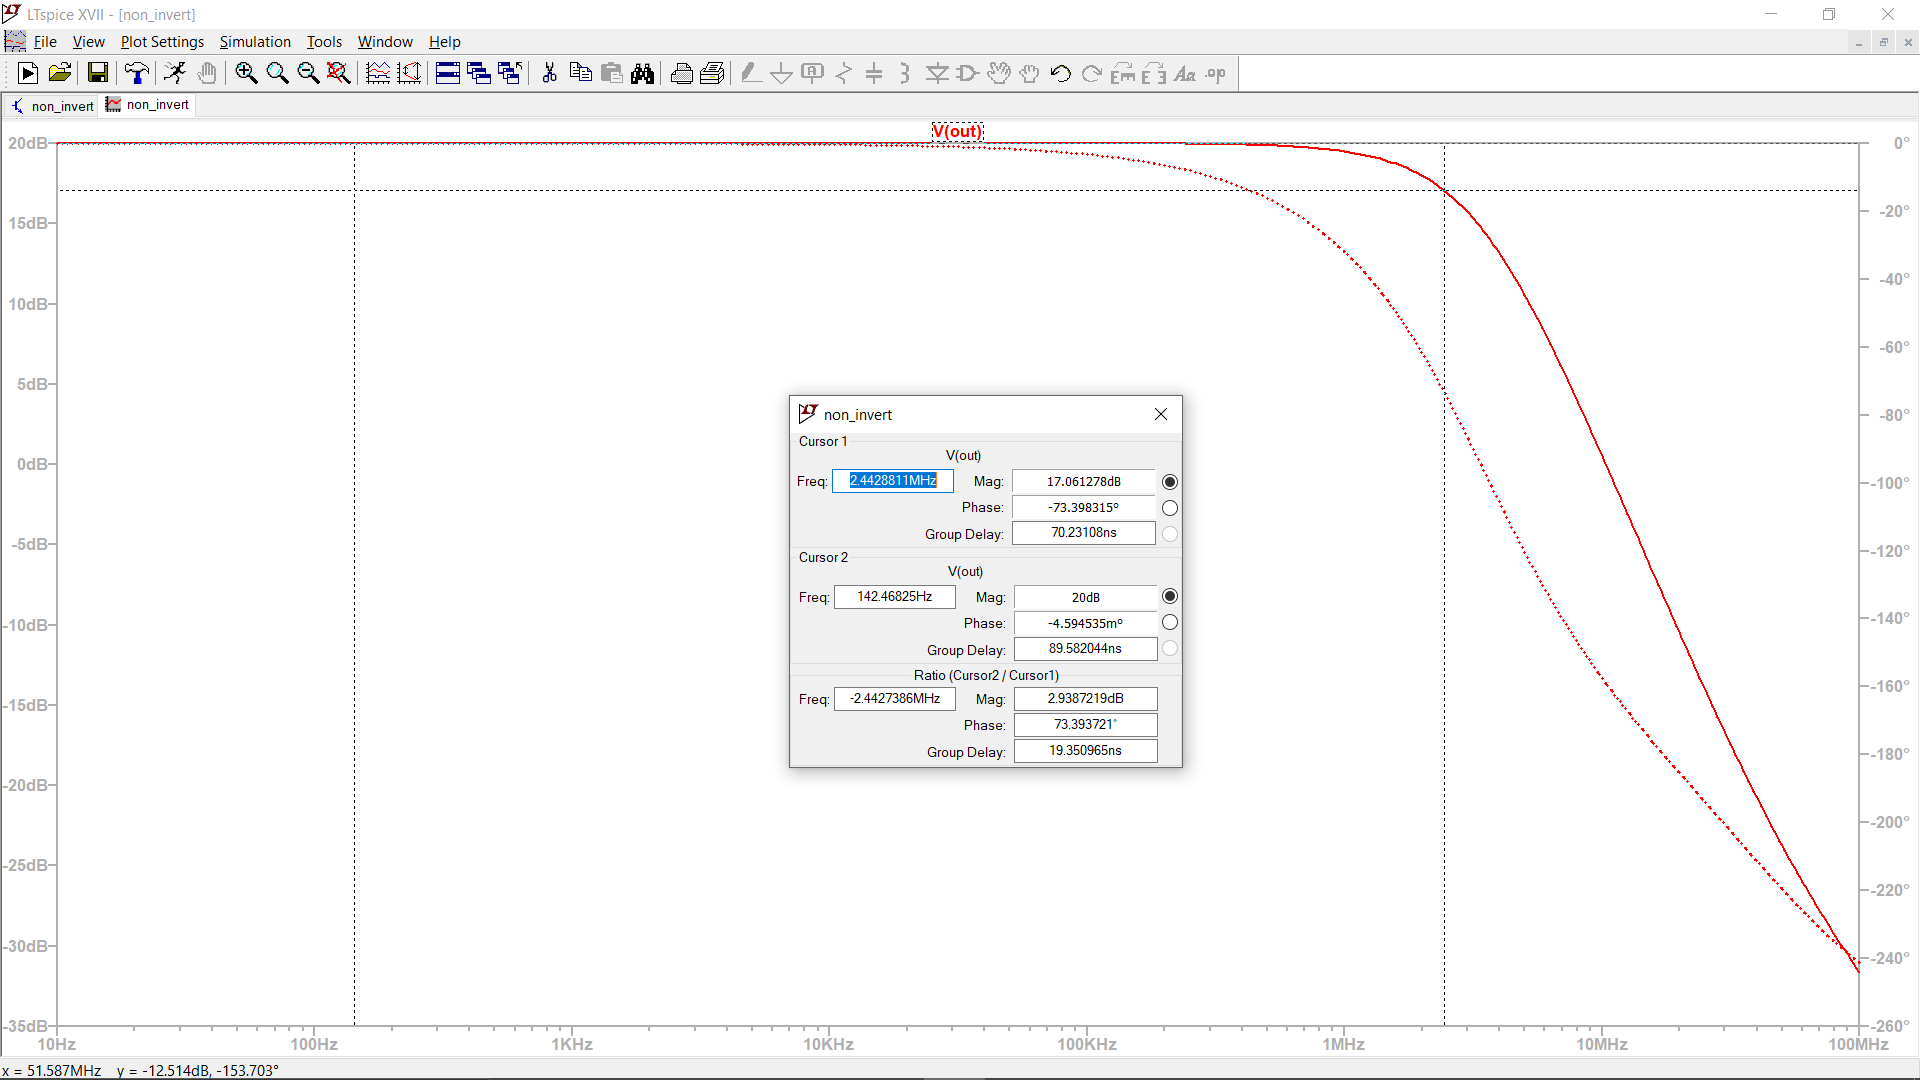 LTspice XVII - [non_invert]
File View Plot Settings Simulation Tools Window Help
non_invert non_invert
V(out)
20dB 0°
15dB -20°
10dB -40°
5dB -60°
0dB -80°
-5dB -100°
-10dB -120°
-15dB -140°
-20dB -160°
-25dB -180°
-30dB -200°
-35dB -220°
-240°
-260°
10Hz 100Hz 1KHz 10KHz 100KHz 1MHz 10MHz 100MHz
non_invert
Cursor 1
V(out)
Freq: 2.4428811MHz Mag: 17.061278dB
Phase: -73.398315°
Group Delay: 70.23108ns
Cursor 2
V(out)
Freq: 142.46825Hz Mag: 20dB
Phase: -4.594535m°
Group Delay: 89.582044ns
Ratio (Cursor2 / Cursor1)
Freq: -2.4427386MHz Mag: 2.9387219dB
Phase: 73.393721°
Group Delay: 19.350965ns
x = 51.587MHz y = -12.514dB, -153.703°